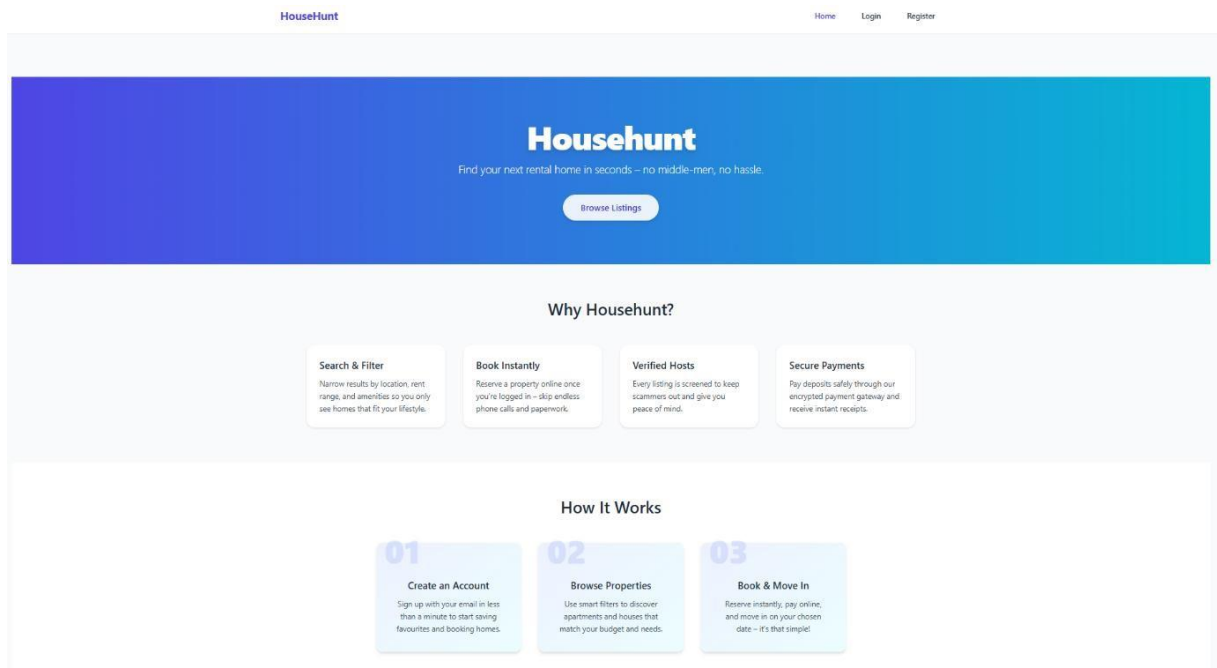 HouseHunt
Home Login Register
Househunt
Find your next rental home in seconds – no middle-men, no hassle.
Browse Listings
Why Househunt?
Search & Filter
Narrow results by location, rent
range, and amenities so you only
see homes that fit your lifestyle.
Book Instantly
Reserve a property online once
you're logged in – skip endless
phone calls and paperwork.
Verified Hosts
Every listing is screened to keep
scammers out and give you
peace of mind.
Secure Payments
Pay deposits safely through our
encrypted payment gateway and
receive instant receipts.
How It Works
01
Create an Account
Sign up with your email in less
than a minute to start saving
favourites and booking homes.
02
Browse Properties
Use smart filters to discover
apartments and houses that
match your budget and needs.
03
Book & Move In
Reserve instantly, pay online,
and move in on your chosen
date – it's that simple!